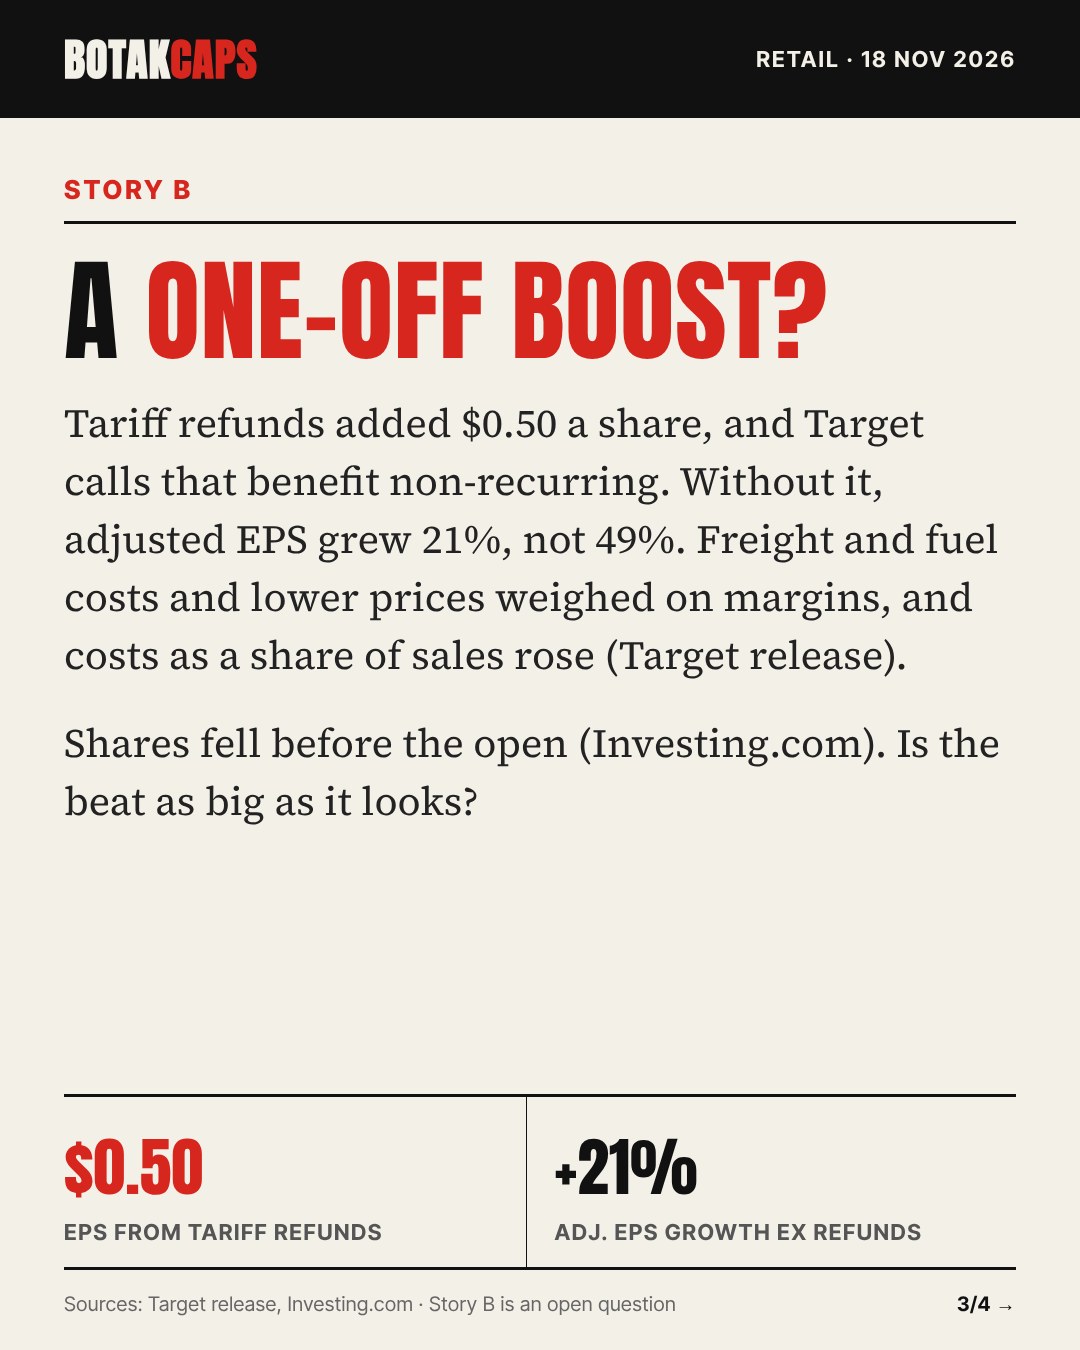 BOTAKCAPS
RETAIL · 18 NOV 2026
STORY B
A ONE-OFF BOOST?
Tariff refunds added $0.50 a share, and Target
calls that benefit non-recurring. Without it,
adjusted EPS grew 21%, not 49%. Freight and fuel
costs and lower prices weighed on margins, and
costs as a share of sales rose (Target release).
Shares fell before the open (Investing.com). Is the
beat as big as it looks?
$0.50
EPS FROM TARIFF REFUNDS
+21%
ADJ. EPS GROWTH EX REFUNDS
Sources: Target release, Investing.com · Story B is an open question
3/4 →